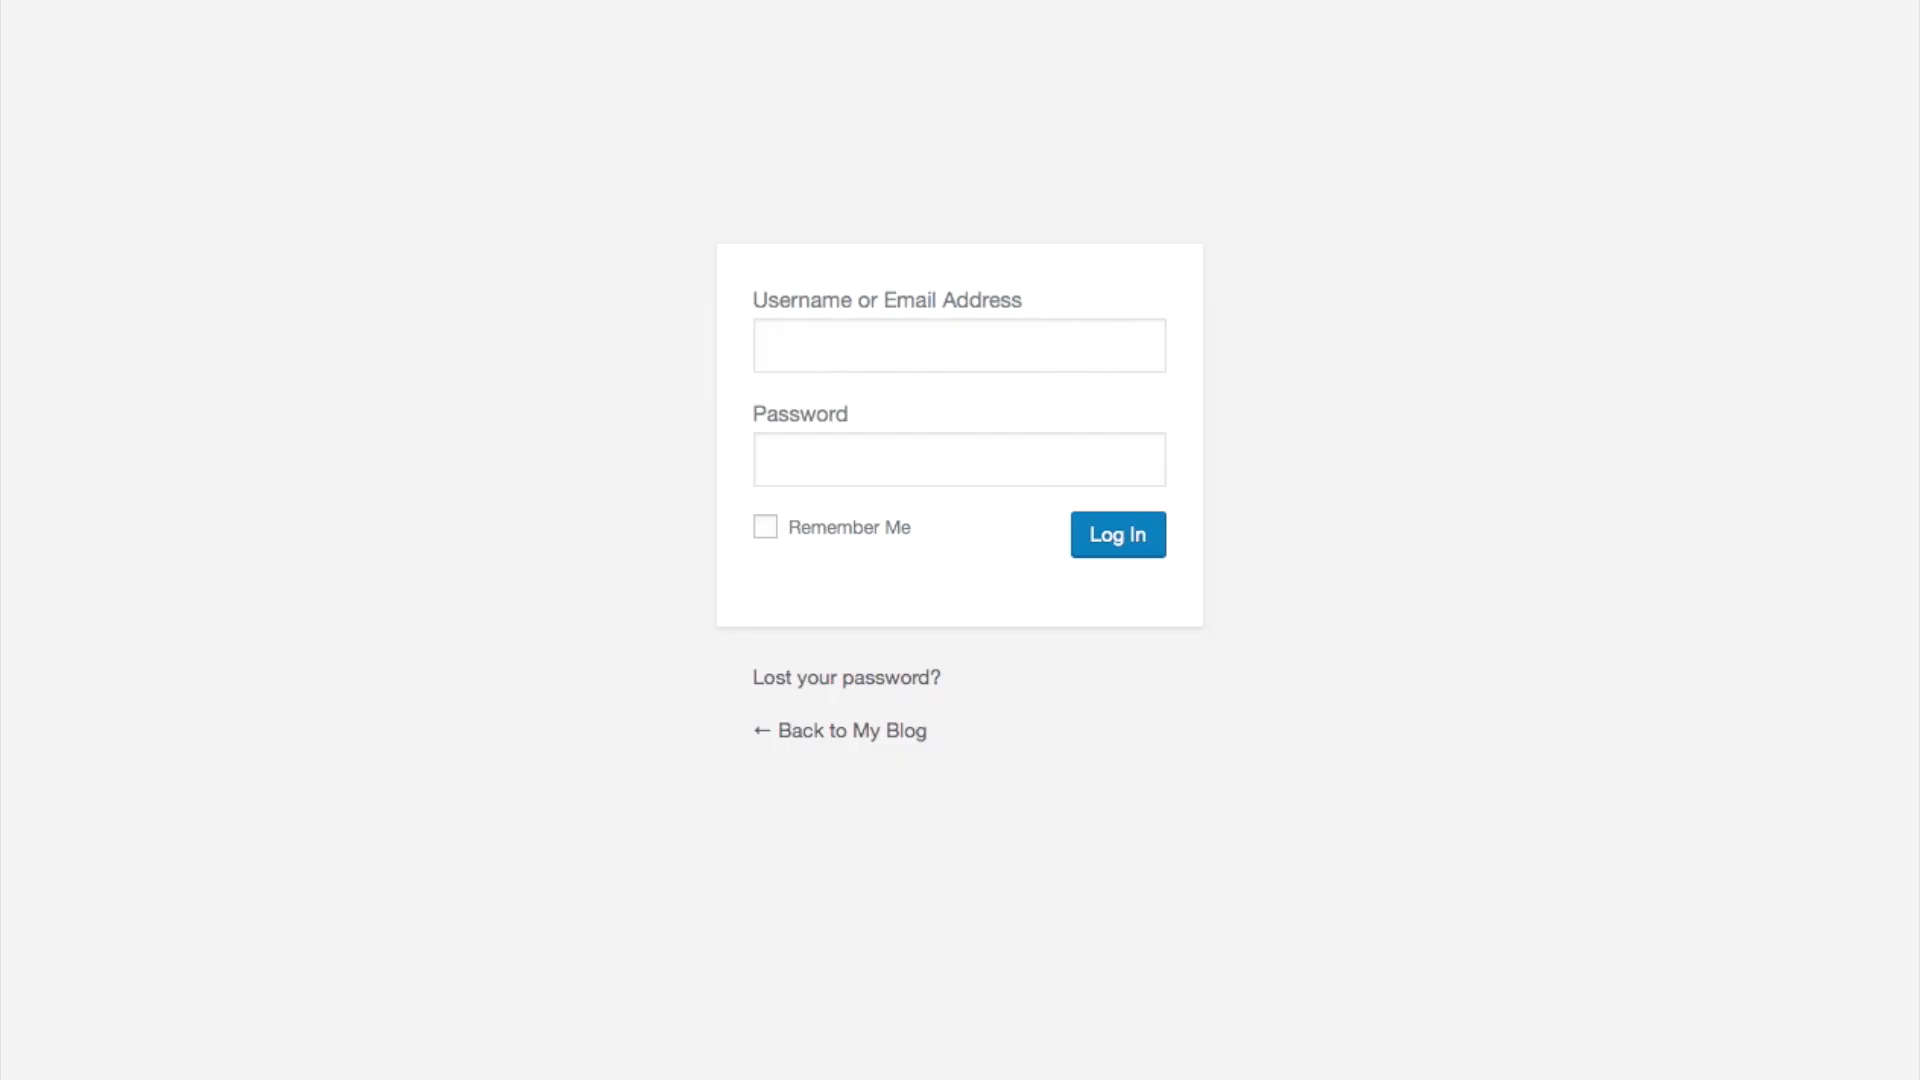 Username or Email Address
Password
Remember Me
Log In
Lost your password?
← Back to My Blog